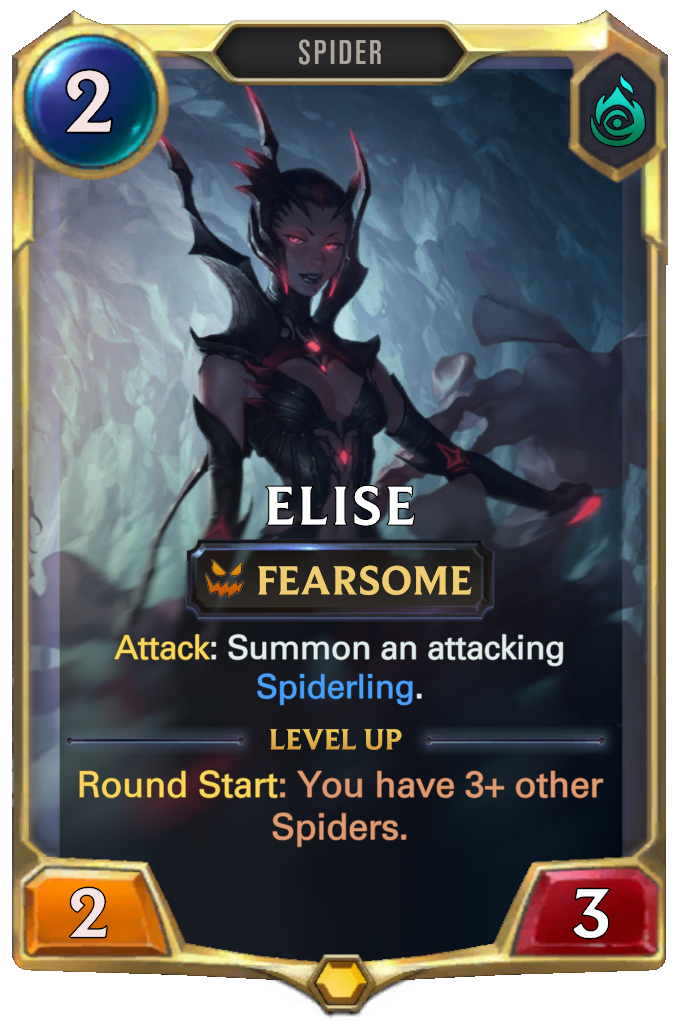 SPIDER
2
ELISE
FEARSOME
Attack: Summon an attacking
Spiderling.
LEVEL UP
Round Start: You have 3+ other
Spiders.
2
3